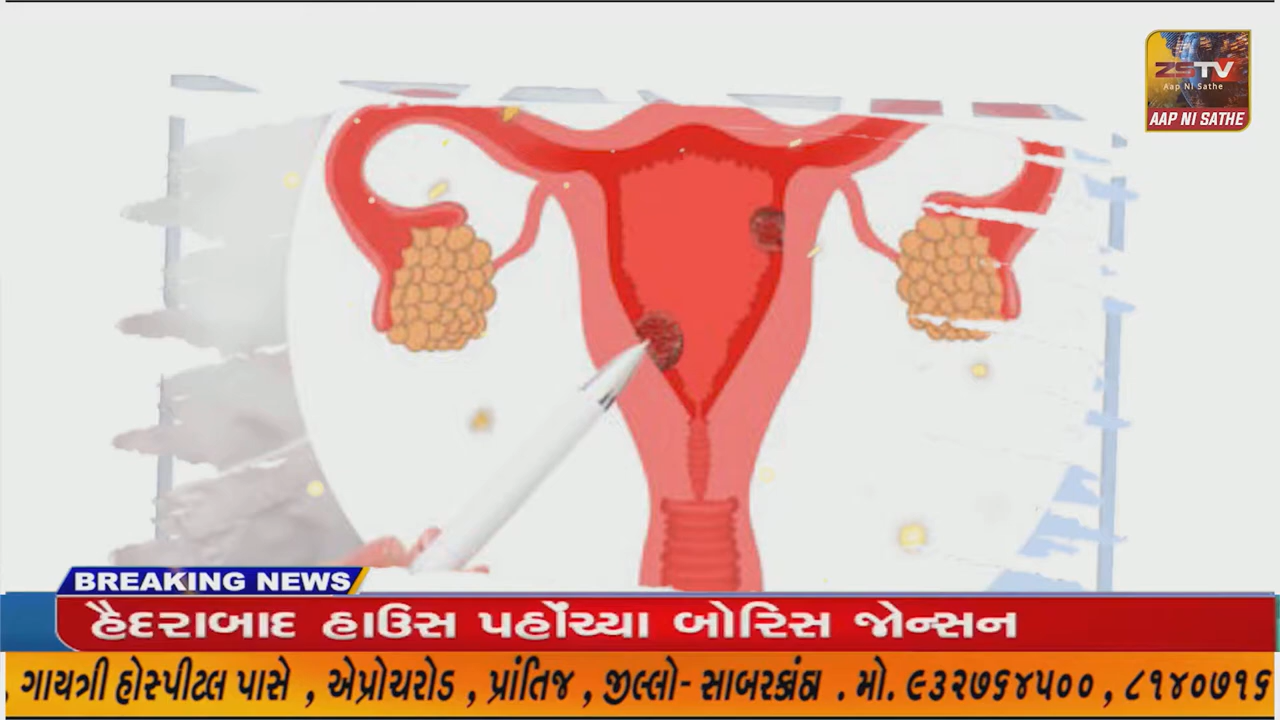 ZSTV
Aap Ni Sathe
AAP NI SATHE
BREAKING NEWS
હૈદરાબાદ હાઉસ પહોંચ્યા બોરિસ જોન્સન
, ગાયત્રી હોસ્પીટલ પાસે , એપ્રોચરોડ , પ્રાંતિજ , જીલ્લો- સાબરકાંઠા . મો. ૯૩૨૭૬૪૫૦૦ , ૮૧૪૦૭૧૬